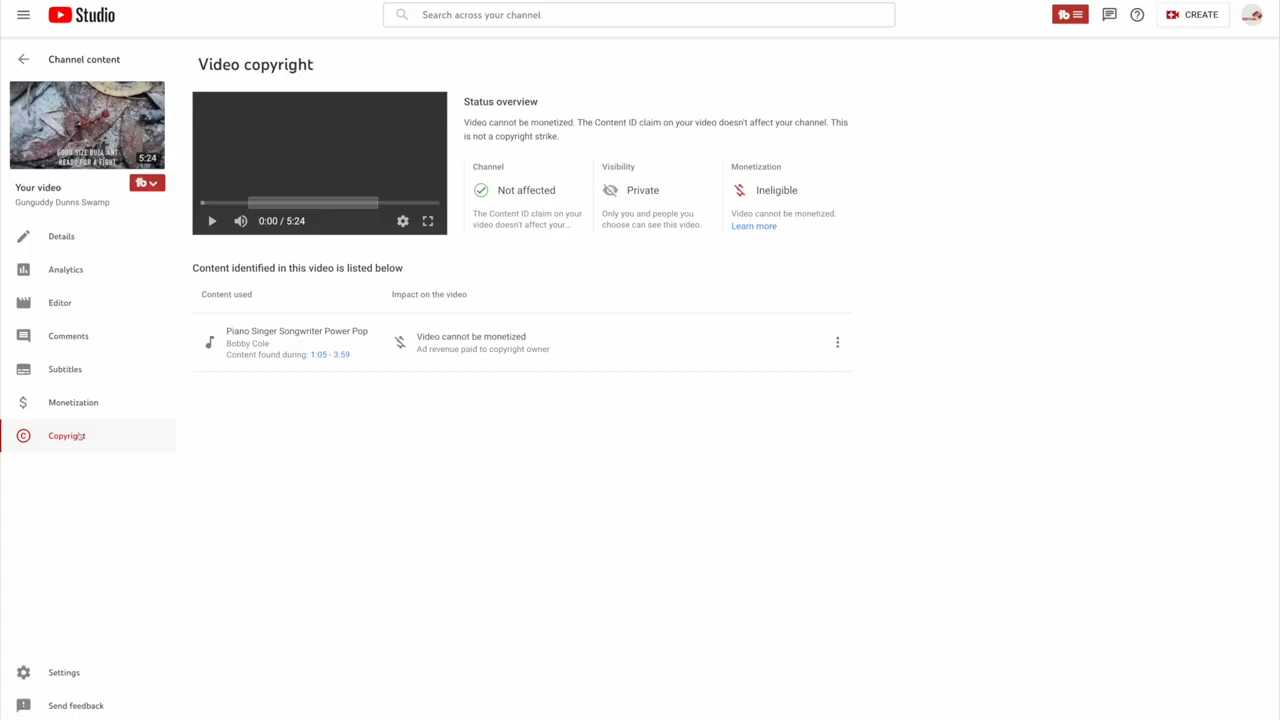 Studio
Search across your channel
CREATE
Channel content
GOOD SIZE BULL ANT
READY FOR A FIGHT
5:24
Your video
Gunguddy Dunns Swamp
Details
Analytics
Editor
Comments
Subtitles
Monetization
Copyright
Settings
Send feedback
Video copyright
0:00 / 5:24
Status overview
Video cannot be monetized. The Content ID claim on your video doesn't affect your channel. This
is not a copyright strike.
Channel
Not affected
The Content ID claim on your
video doesn't affect your...
Visibility
Private
Only you and people you
choose can see this video.
Monetization
Ineligible
Video cannot be monetized.
Learn more
Content identified in this video is listed below
Content used
Impact on the video
Piano Singer Songwriter Power Pop
Bobby Cole
Content found during: 1:05 - 3:59
Video cannot be monetized
Ad revenue paid to copyright owner